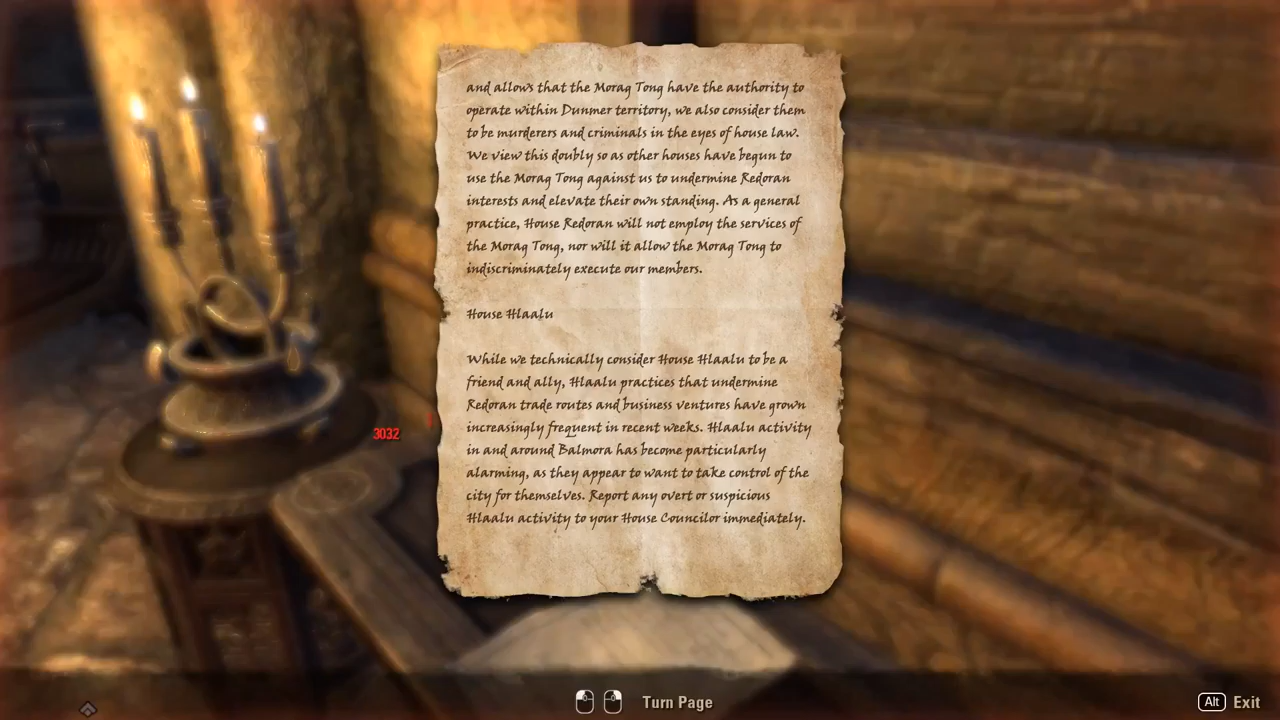 and allows that the Morag Tong have the authority to
operate within Dunmer territory, we also consider them
to be murderers and criminals in the eyes of house law.
We view this doubly so as other houses have begun to
use the Morag Tong against us to undermine Redoran
interests and elevate their own standing. As a general
practice, House Redoran will not employ the services of
the Morag Tong, nor will it allow the Morag Tong to
indiscriminately execute our members.
House Hlaalu
While we technically consider House Hlaalu to be a
friend and ally, Hlaalu practices that undermine
Redoran trade routes and business ventures have grown
increasingly frequent in recent weeks. Hlaalu activity
in and around Balmora has become particularly
alarming, as they appear to want to take control of the
city for themselves. Report any overt or suspicious
Hlaalu activity to your House Councilor immediately.
3032
Turn Page
Alt Exit